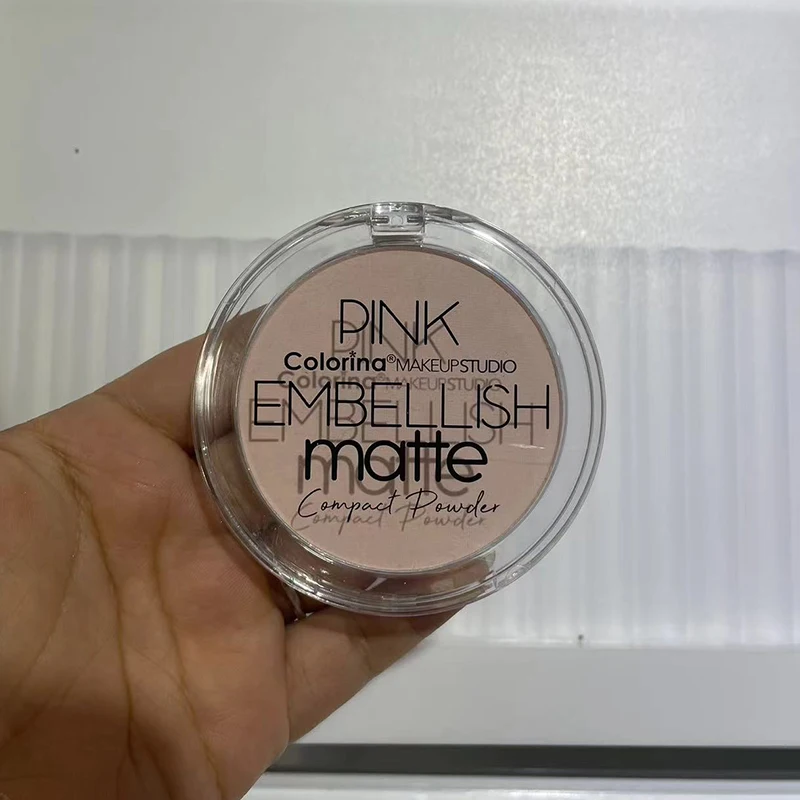 PINK
Colorina® MAKEUPSTUDIO
EMBELLISH
matte
Compact Powder